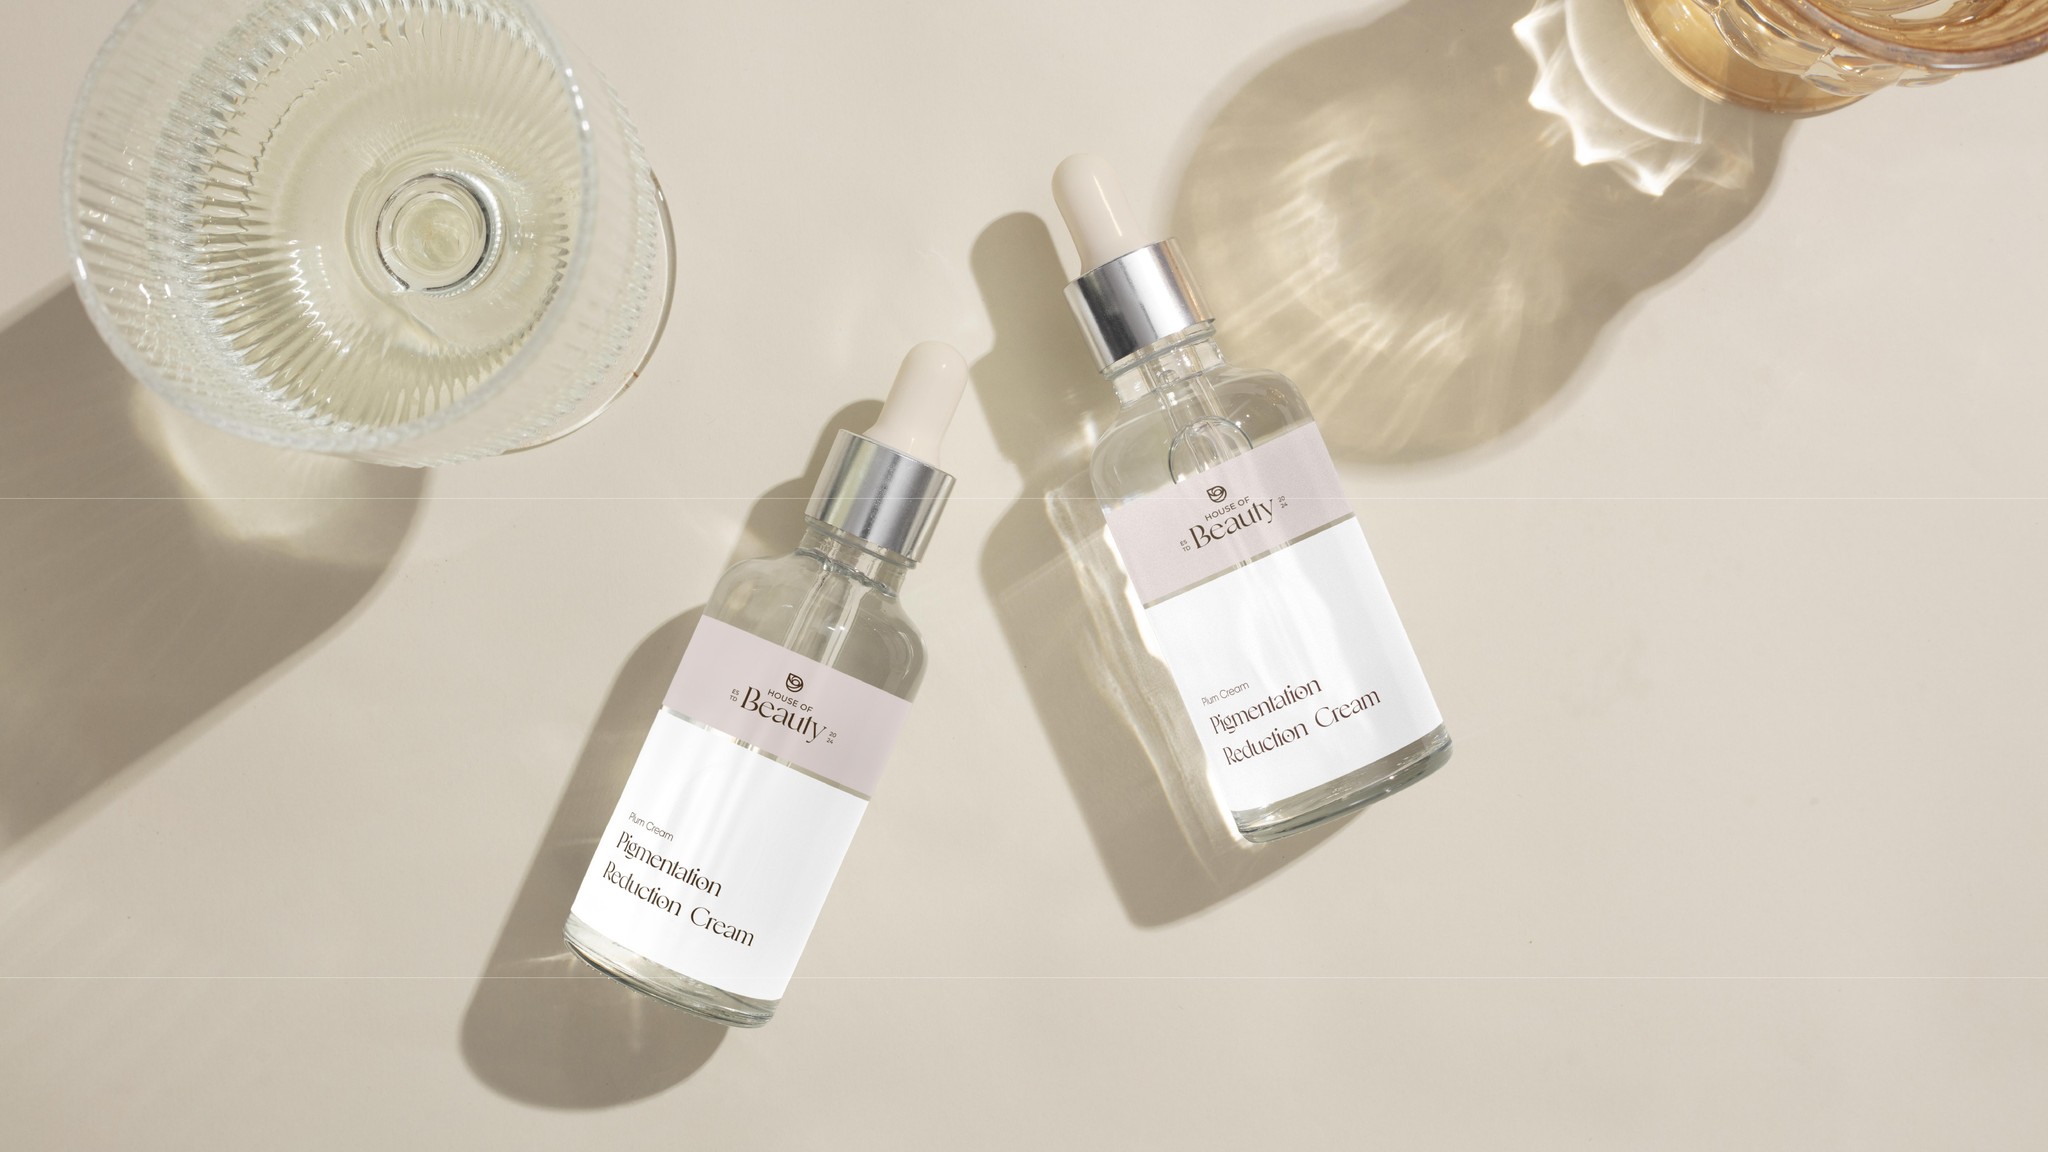 HOUSE OF
ES
TD
Beauty
20
24
Plum Cream
Pigmentation
Reduction Cream
HOUSE OF
ES
TD
Beauty
20
24
Plum Cream
Pigmentation
Reduction Cream